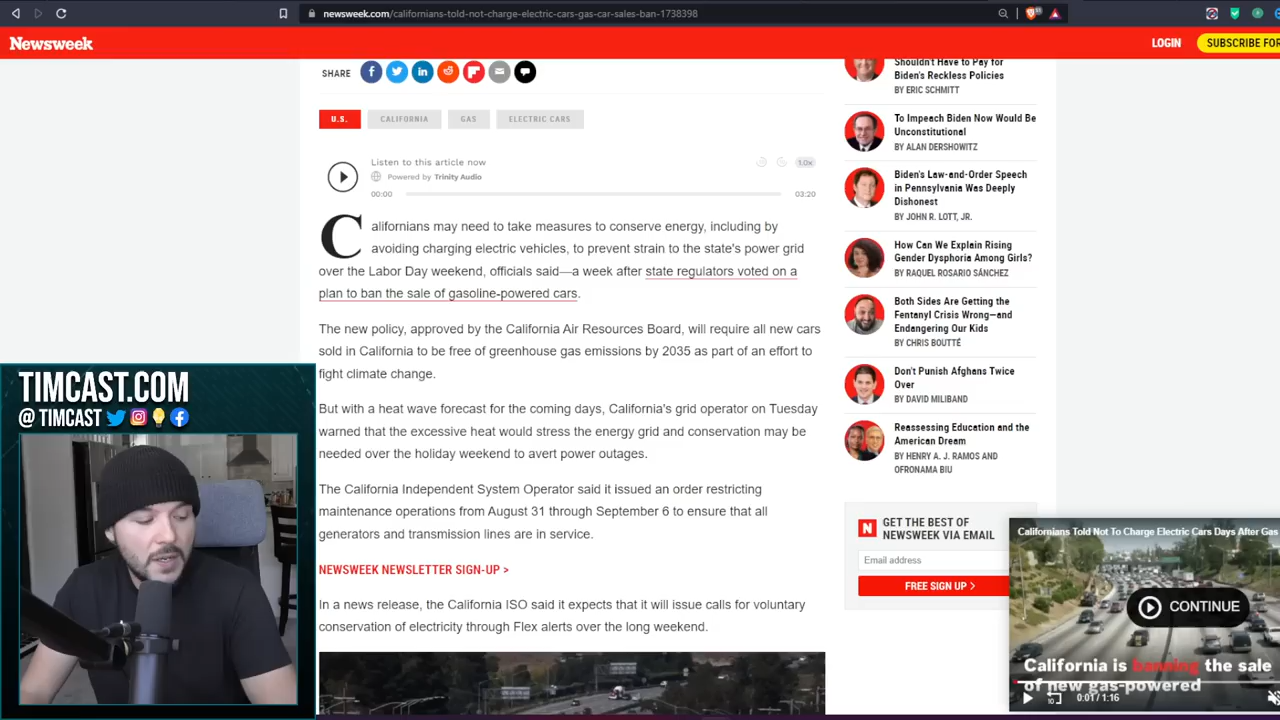 newsweek.com/californians-told-not-charge-electric-cars-gas-car-sales-ban-1738398
Newsweek
LOGIN
SUBSCRIBE FOR
SHARE
U.S.
CALIFORNIA
GAS
ELECTRIC CARS
Listen to this article now
Powered by Trinity Audio
1.0x
00:00
03:20
Californians may need to take measures to conserve energy, including by
avoiding charging electric vehicles, to prevent strain to the state's power grid
over the Labor Day weekend, officials said—a week after state regulators voted on a
plan to ban the sale of gasoline-powered cars.
The new policy, approved by the California Air Resources Board, will require all new cars
sold in California to be free of greenhouse gas emissions by 2035 as part of an effort to
fight climate change.
But with a heat wave forecast for the coming days, California's grid operator on Tuesday
warned that the excessive heat would stress the energy grid and conservation may be
needed over the holiday weekend to avert power outages.
The California Independent System Operator said it issued an order restricting
maintenance operations from August 31 through September 6 to ensure that all
generators and transmission lines are in service.
NEWSWEEK NEWSLETTER SIGN-UP >
In a news release, the California ISO said it expects that it will issue calls for voluntary
conservation of electricity through Flex alerts over the long weekend.
Shouldn't Have to Pay for
Biden's Reckless Policies
BY ERIC SCHMITT
To Impeach Biden Now Would Be
Unconstitutional
BY ALAN DERSHOWITZ
Biden's Law-and-Order Speech
in Pennsylvania Was Deeply
Dishonest
BY JOHN R. LOTT, JR.
How Can We Explain Rising
Gender Dysphoria Among Girls?
BY RAQUEL ROSARIO SÁNCHEZ
Both Sides Are Getting the
Fentanyl Crisis Wrong—and
Endangering Our Kids
BY CHRIS BOUTTÉ
Don't Punish Afghans Twice
Over
BY DAVID MILIBAND
Reassessing Education and the
American Dream
BY HENRY A. J. RAMOS AND
OFRONAMA BIU
N
GET THE BEST OF
NEWSWEEK VIA EMAIL
Email address
FREE SIGN UP >
Californians Told Not To Charge Electric Cars Days After Gas
CONTINUE
California is banning the sale
of new gas-powered
0:01 / 1:16
TIMCAST.COM
@ TIMCAST